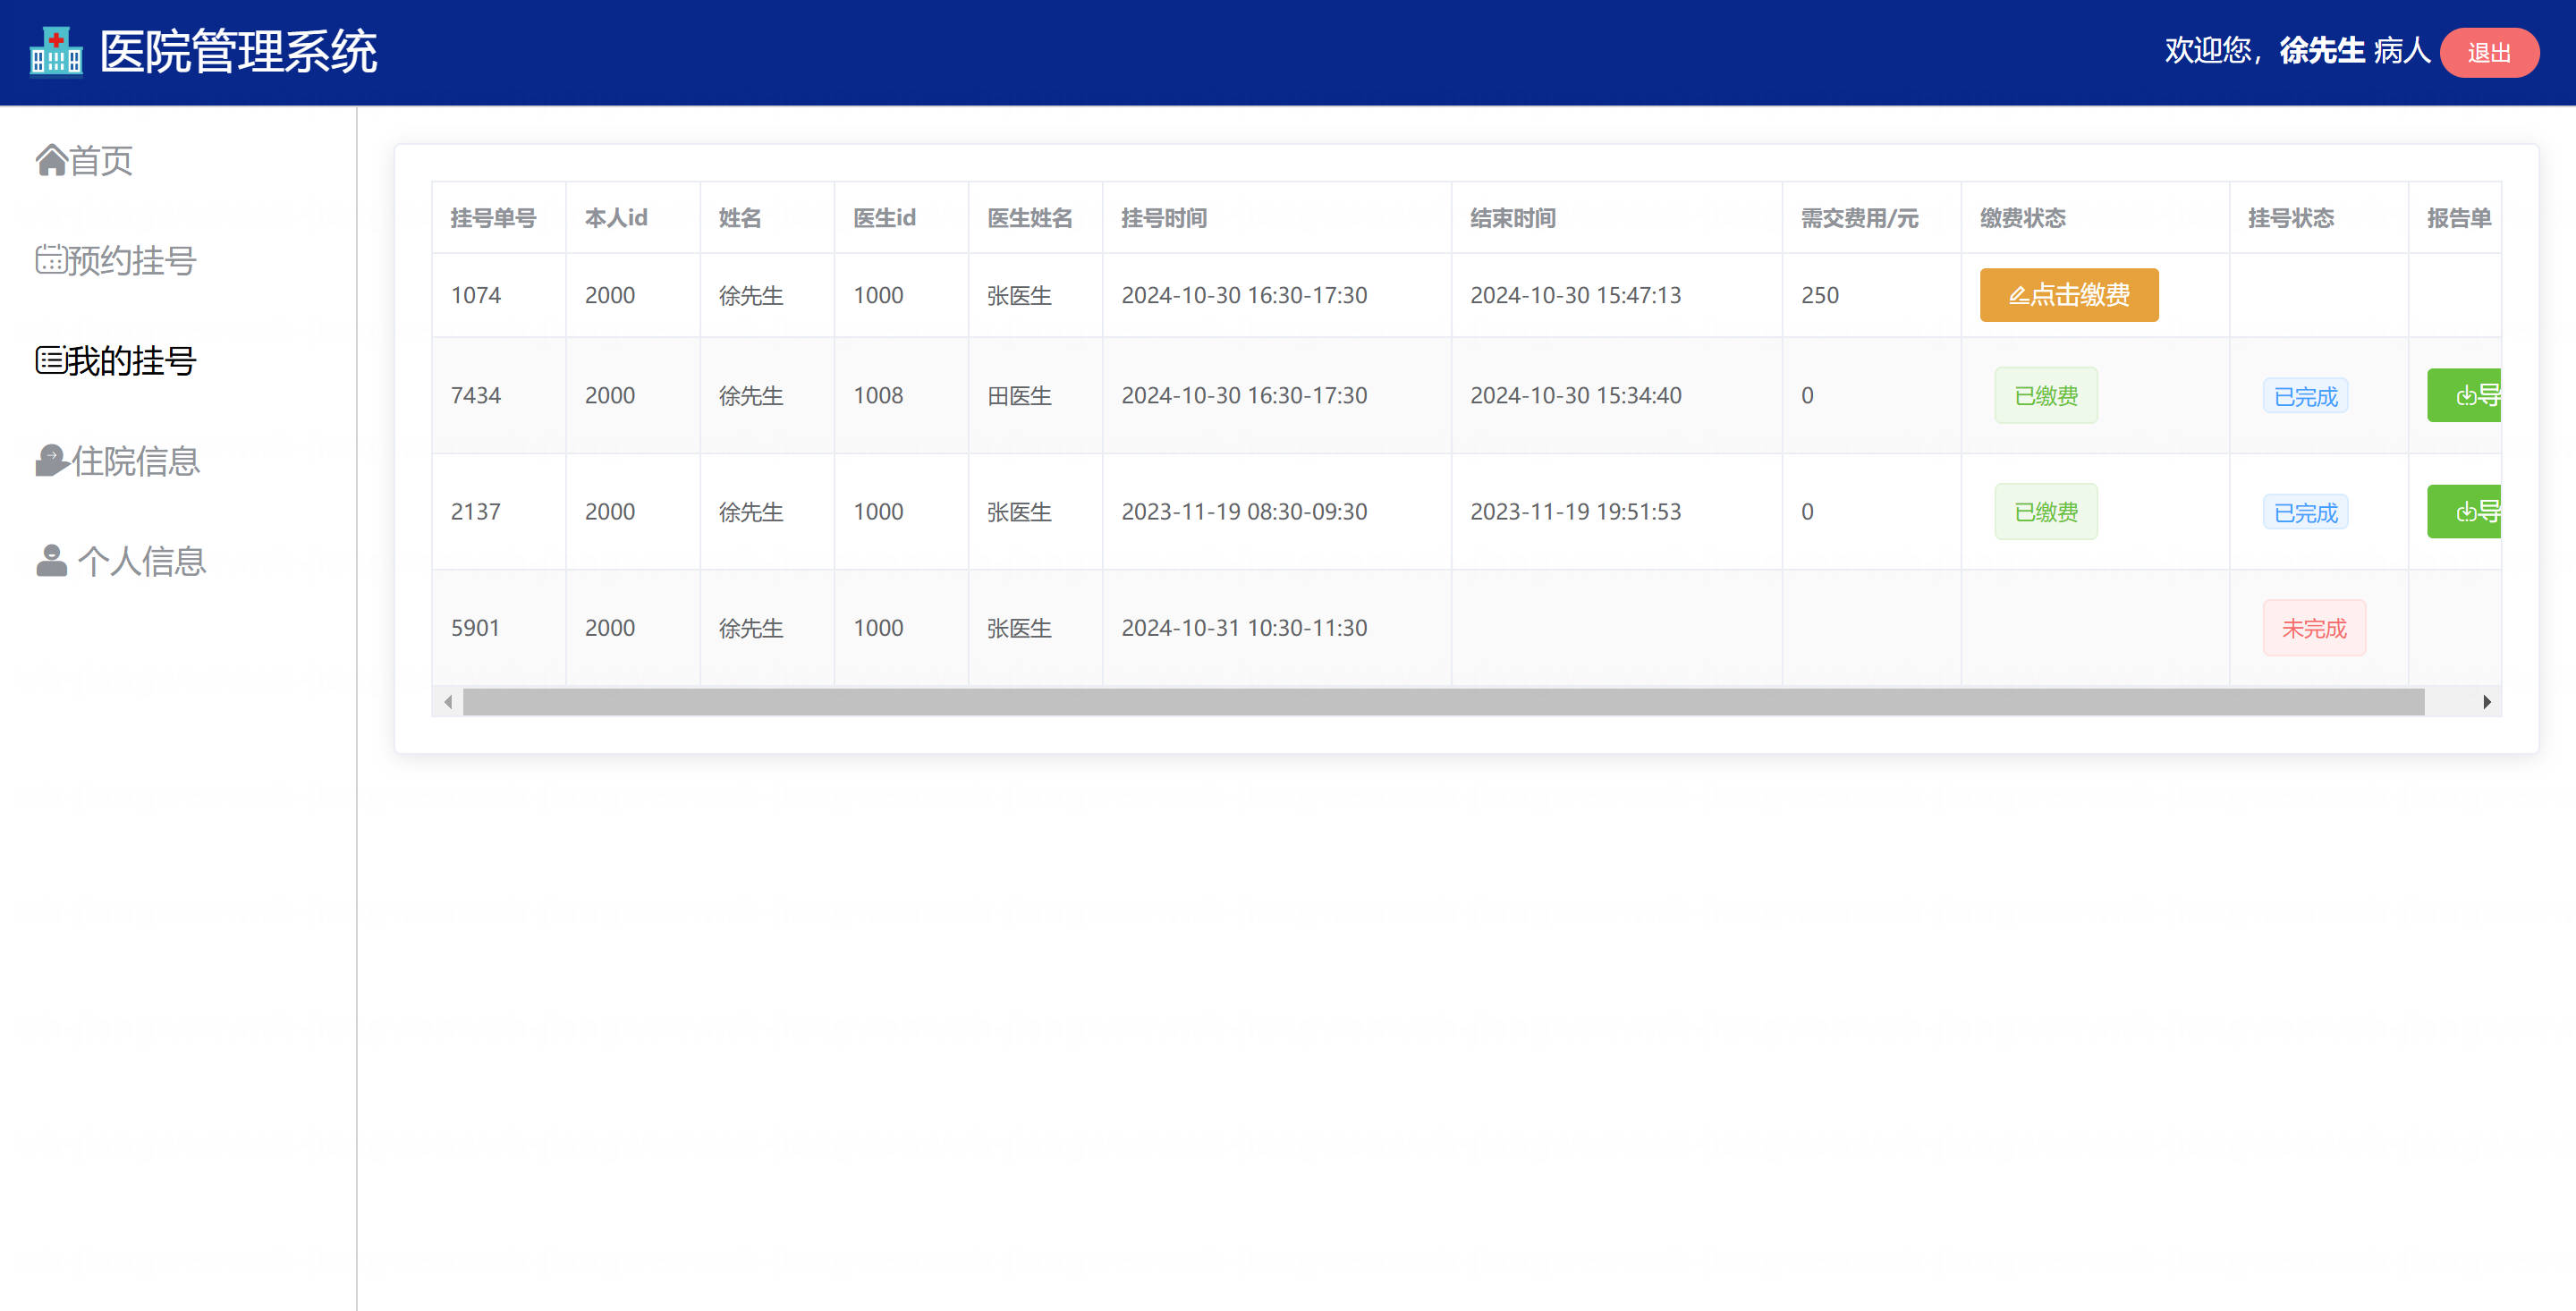 医院管理系统
欢迎您，徐先生 病人 退出
首页
预约挂号
我的挂号
住院信息
个人信息
挂号单号 本人id 姓名 医生id 医生姓名 挂号时间 结束时间 需交费用/元 缴费状态 挂号状态 报告单
1074 2000 徐先生 1000 张医生 2024-10-30 16:30-17:30 2024-10-30 15:47:13 250 点击缴费
7434 2000 徐先生 1008 田医生 2024-10-30 16:30-17:30 2024-10-30 15:34:40 0 已缴费 已完成 导
2137 2000 徐先生 1000 张医生 2023-11-19 08:30-09:30 2023-11-19 19:51:53 0 已缴费 已完成 导
5901 2000 徐先生 1000 张医生 2024-10-31 10:30-11:30 未完成